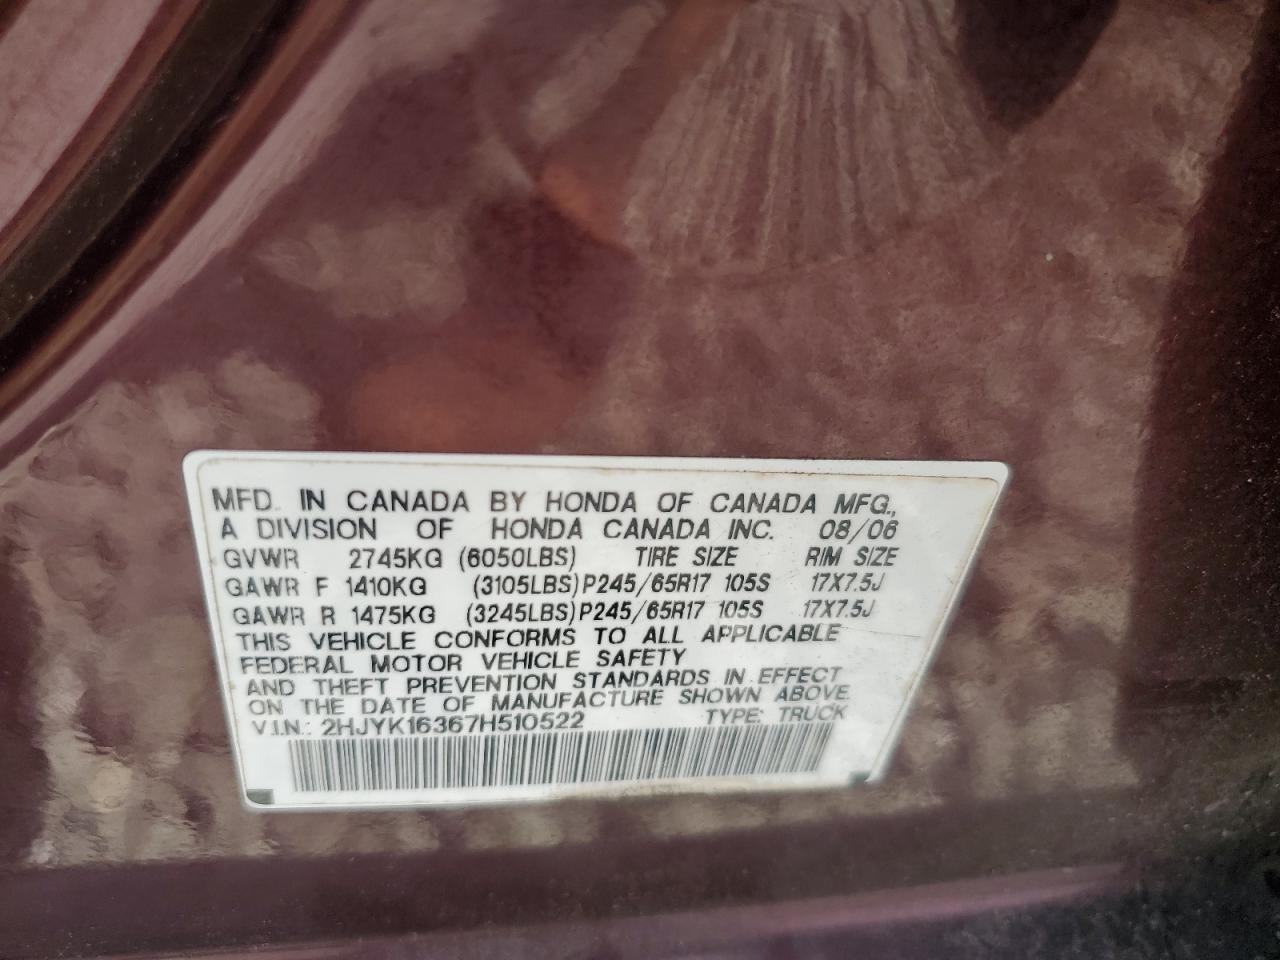 MFD. IN CANADA BY HONDA OF CANADA MFG.,
A DIVISION OF HONDA CANADA INC. 08/06
GVWR 2745KG (6050LBS) TIRE SIZE RIM SIZE
GAWR F 1410KG (3105LBS) P245/65R17 105S 17X7.5J
GAWR R 1475KG (3245LBS) P245/65R17 105S 17X7.5J
THIS VEHICLE CONFORMS TO ALL APPLICABLE
FEDERAL MOTOR VEHICLE SAFETY
AND THEFT PREVENTION STANDARDS IN EFFECT
ON THE DATE OF MANUFACTURE SHOWN ABOVE.
V.I.N.: 2HJYK16367H510522 TYPE: TRUCK